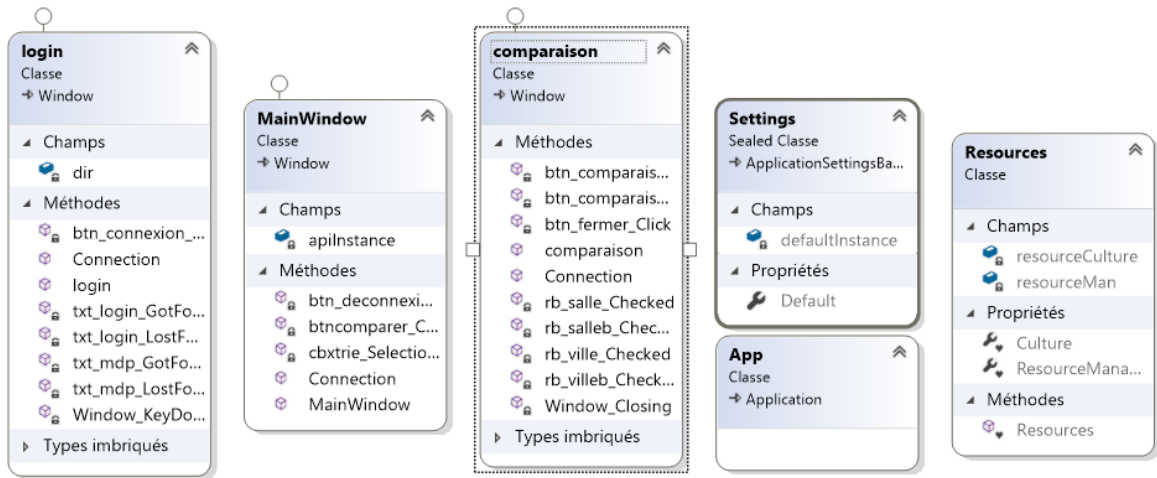 login
Classe
Window
Champs
dir
Méthodes
btn_connexion_...
Connection
login
txt_login_GotFo...
txt_login_LostF...
txt_mdp_GotFo...
txt_mdp_LostFo...
Window_KeyDo...
Types imbriqués
MainWindow
Classe
Window
Champs
apiInstance
Méthodes
btn_deconnexi...
btncomparer_C...
cbxtrie_Selectio...
Connection
MainWindow
comparaison
Classe
Window
Méthodes
btn_comparais...
btn_comparais...
btn_fermer_Click
comparaison
Connection
rb_salle_Checked
rb_salleb_Chec...
rb_ville_Checked
rb_villeb_Check...
Window_Closing
Types imbriqués
Settings
Sealed Classe
ApplicationSettingsBa...
Champs
defaultInstance
Propriétés
Default
App
Classe
Application
Resources
Classe
Champs
resourceCulture
resourceMan
Propriétés
Culture
ResourceMana...
Méthodes
Resources